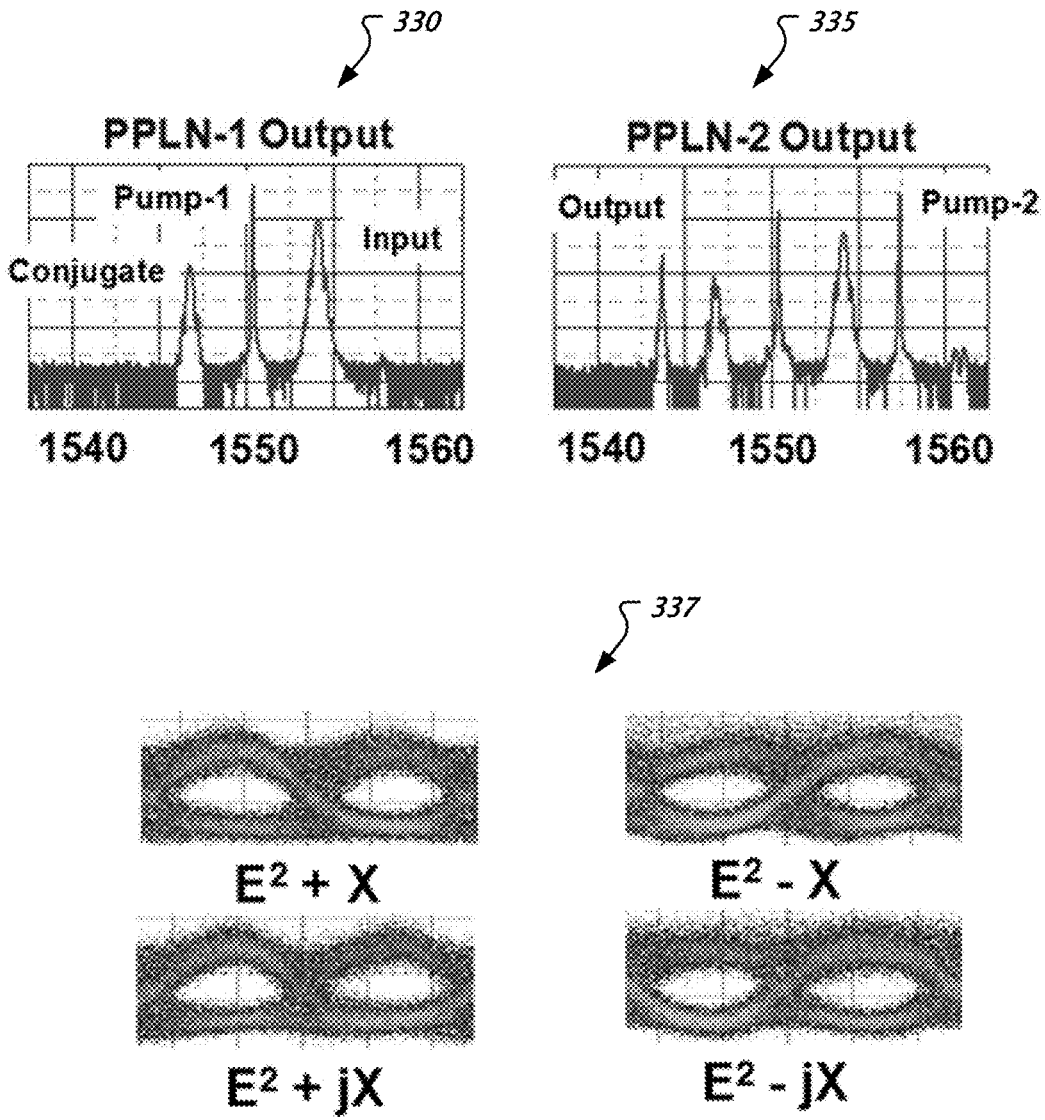 330
335
PPLN-1 Output
PPLN-2 Output
Pump-1
Input
Conjugate
Output
Pump-2
1540 1550 1560
1540 1550 1560
337
E² + X
E² - X
E² + jX
E² - jX